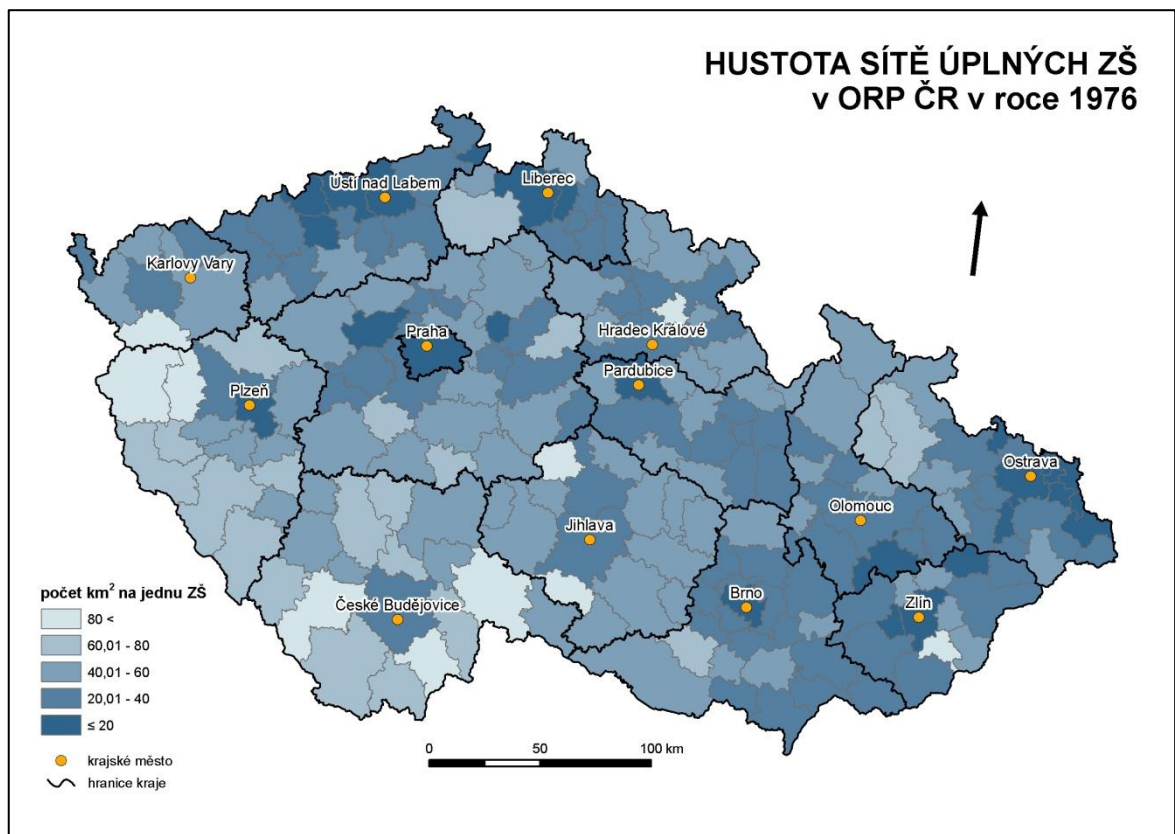 HUSTOTA SÍTĚ ÚPLNÝCH ZŠ
v ORP ČR v roce 1976
Ústí nad Labem
Liberec
Karlovy Vary
Praha
Hradec Králové
Pardubice
Plzeň
Ostrava
Olomouc
Jihlava
České Budějovice
Brno
Zlín
počet km² na jednu ZŠ
80 <
60,01 - 80
40,01 - 60
20,01 - 40
≤ 20
krajské město
hranice kraje
0 50 100 km